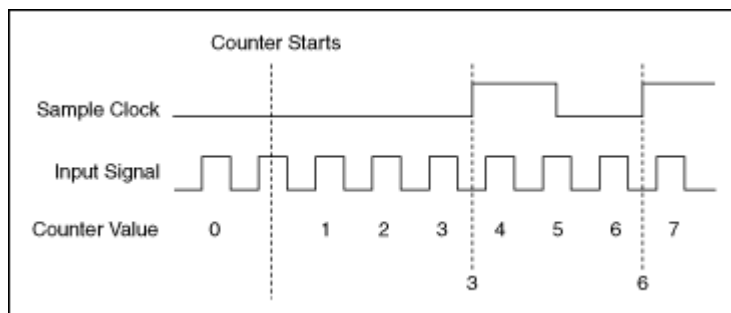 Counter Starts
Sample Clock
Input Signal
Counter Value 0 1 2 3 4 5 6 7
3 6